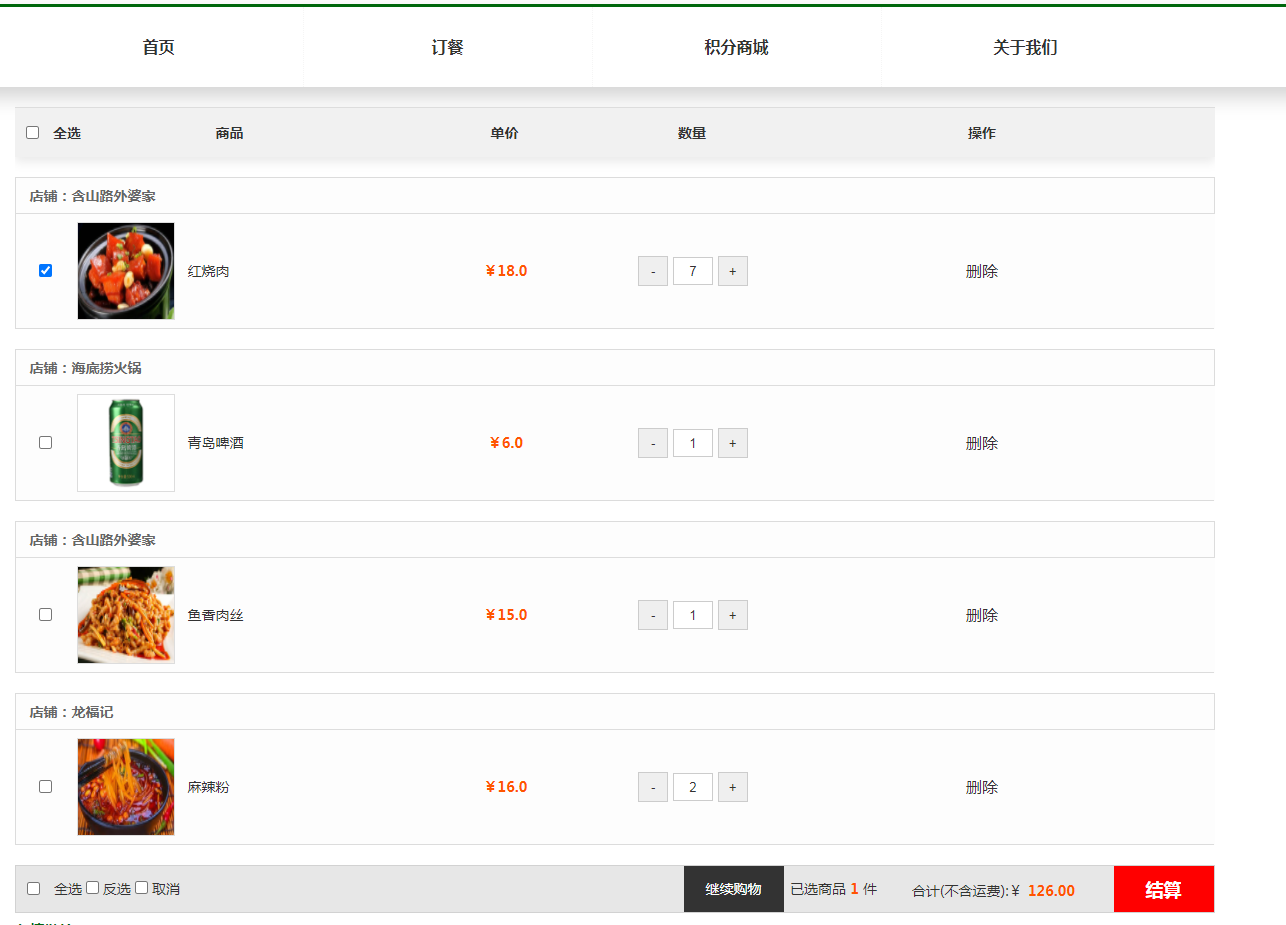 首页 订餐 积分商城 关于我们
全选 商品 单价 数量 操作
店铺：含山路外婆家
红烧肉 ¥18.0 - 7 + 删除
店铺：海底捞火锅
青岛啤酒 ¥6.0 - 1 + 删除
店铺：含山路外婆家
鱼香肉丝 ¥15.0 - 1 + 删除
店铺：龙福记
麻辣粉 ¥16.0 - 2 + 删除
全选 反选 取消 继续购物 已选商品 1 件 合计(不含运费):¥ 126.00 结算